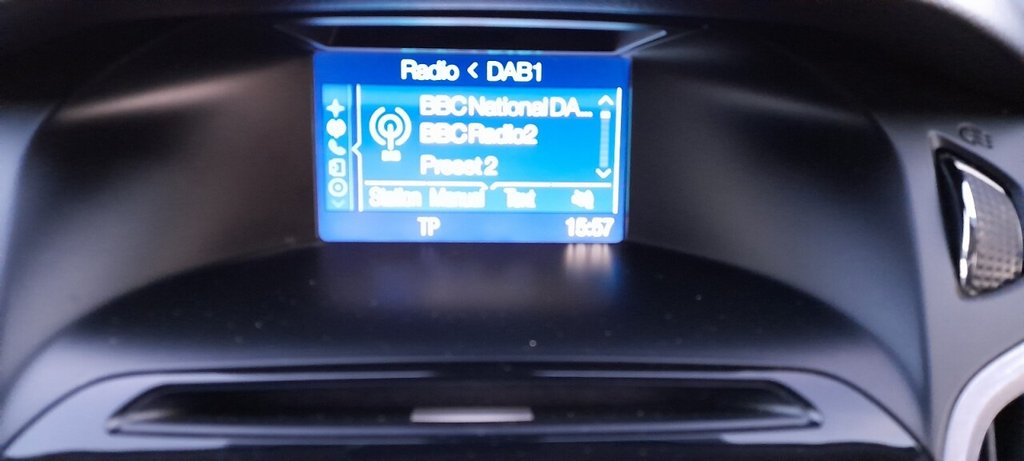 Radio < DAB1
BBC National DA...
BBC Radio2
Preset 2
Station Manual Text
TP 15:57